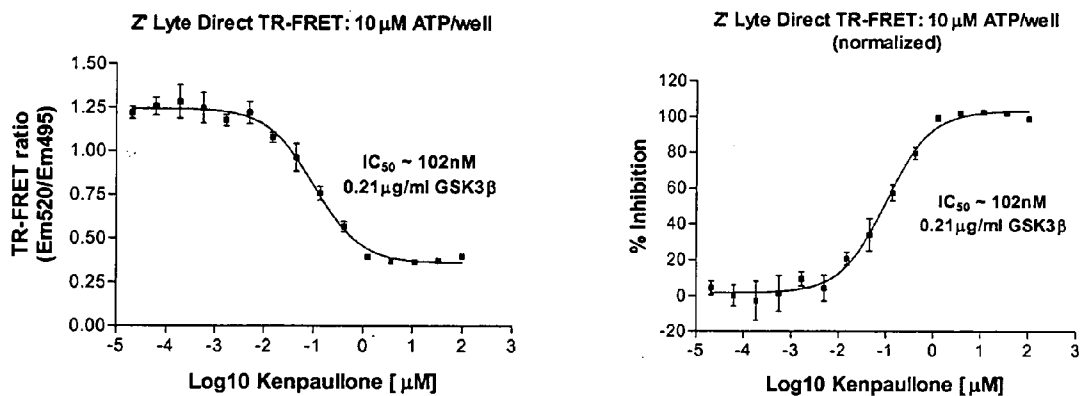 Z' Lyte Direct TR-FRET: 10 µM ATP/well
1.50
1.25
1.00
0.75
0.50
0.25
0.00
TR-FRET ratio
(Em520/Em495)
IC50 ~ 102nM
0.21µg/ml GSK3β
-5 -4 -3 -2 -1 0 1 2 3
Log10 Kenpaullone [ µM]
Z' Lyte Direct TR-FRET: 10 µM ATP/well
(normalized)
120
100
80
60
40
20
0
-20
% Inhibition
IC50 ~ 102nM
0.21µg/ml GSK3β
-5 -4 -3 -2 -1 0 1 2 3
Log10 Kenpaullone [ µM]